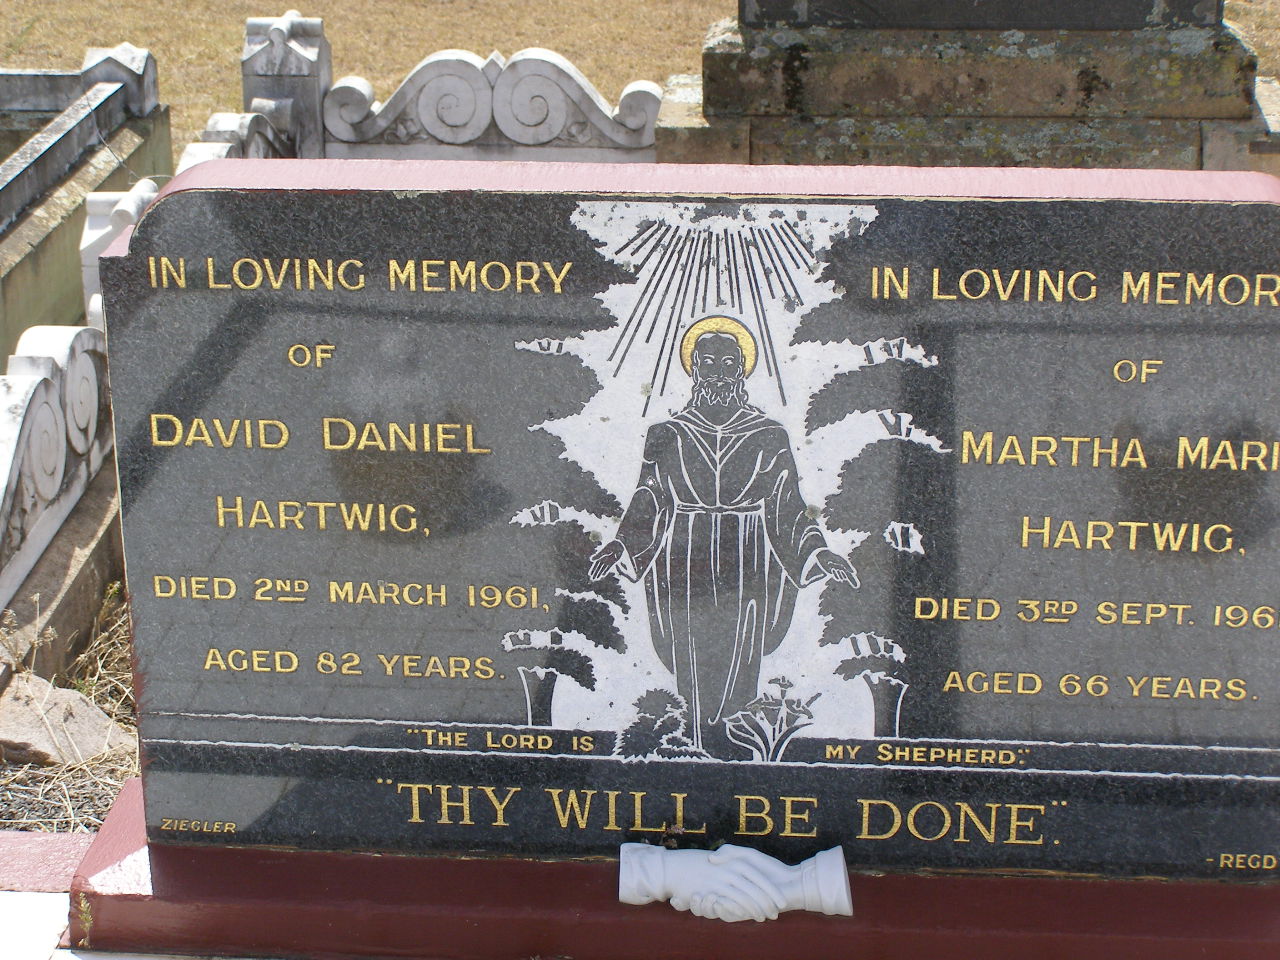 IN LOVING MEMORY
OF
DAVID DANIEL
HARTWIG,
DIED 2ND MARCH 1961,
AGED 82 YEARS.
IN LOVING MEMOR
OF
MARTHA MARI
HARTWIG,
DIED 3RD SEPT. 196
AGED 66 YEARS.
"THE LORD IS MY SHEPHERD."
"THY WILL BE DONE".
ZIEGLER
-REGD